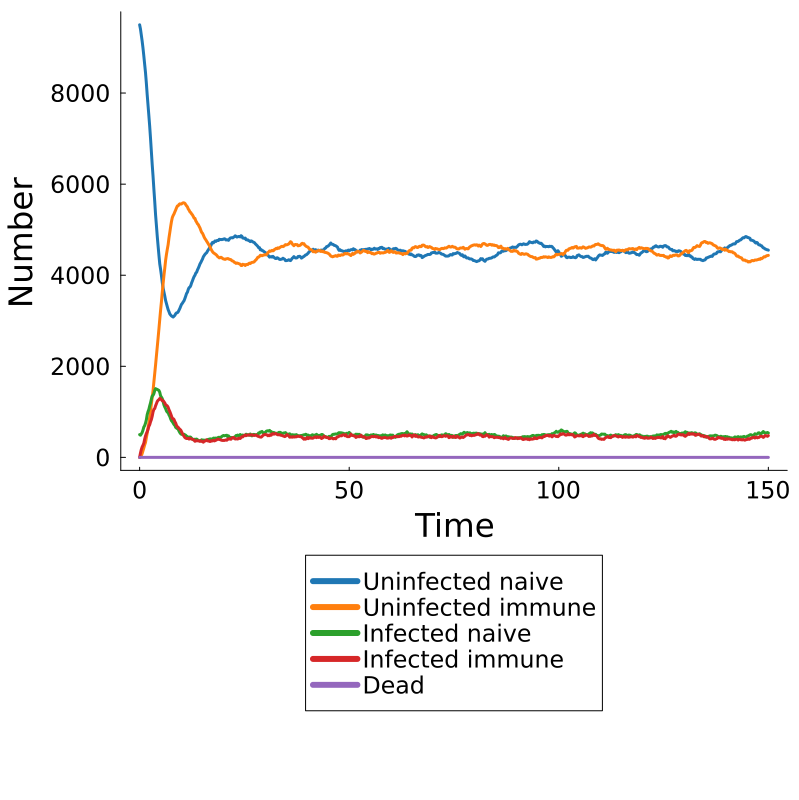 Number
8000
6000
4000
2000
0
0 50 100 150
Time
Uninfected naive
Uninfected immune
Infected naive
Infected immune
Dead